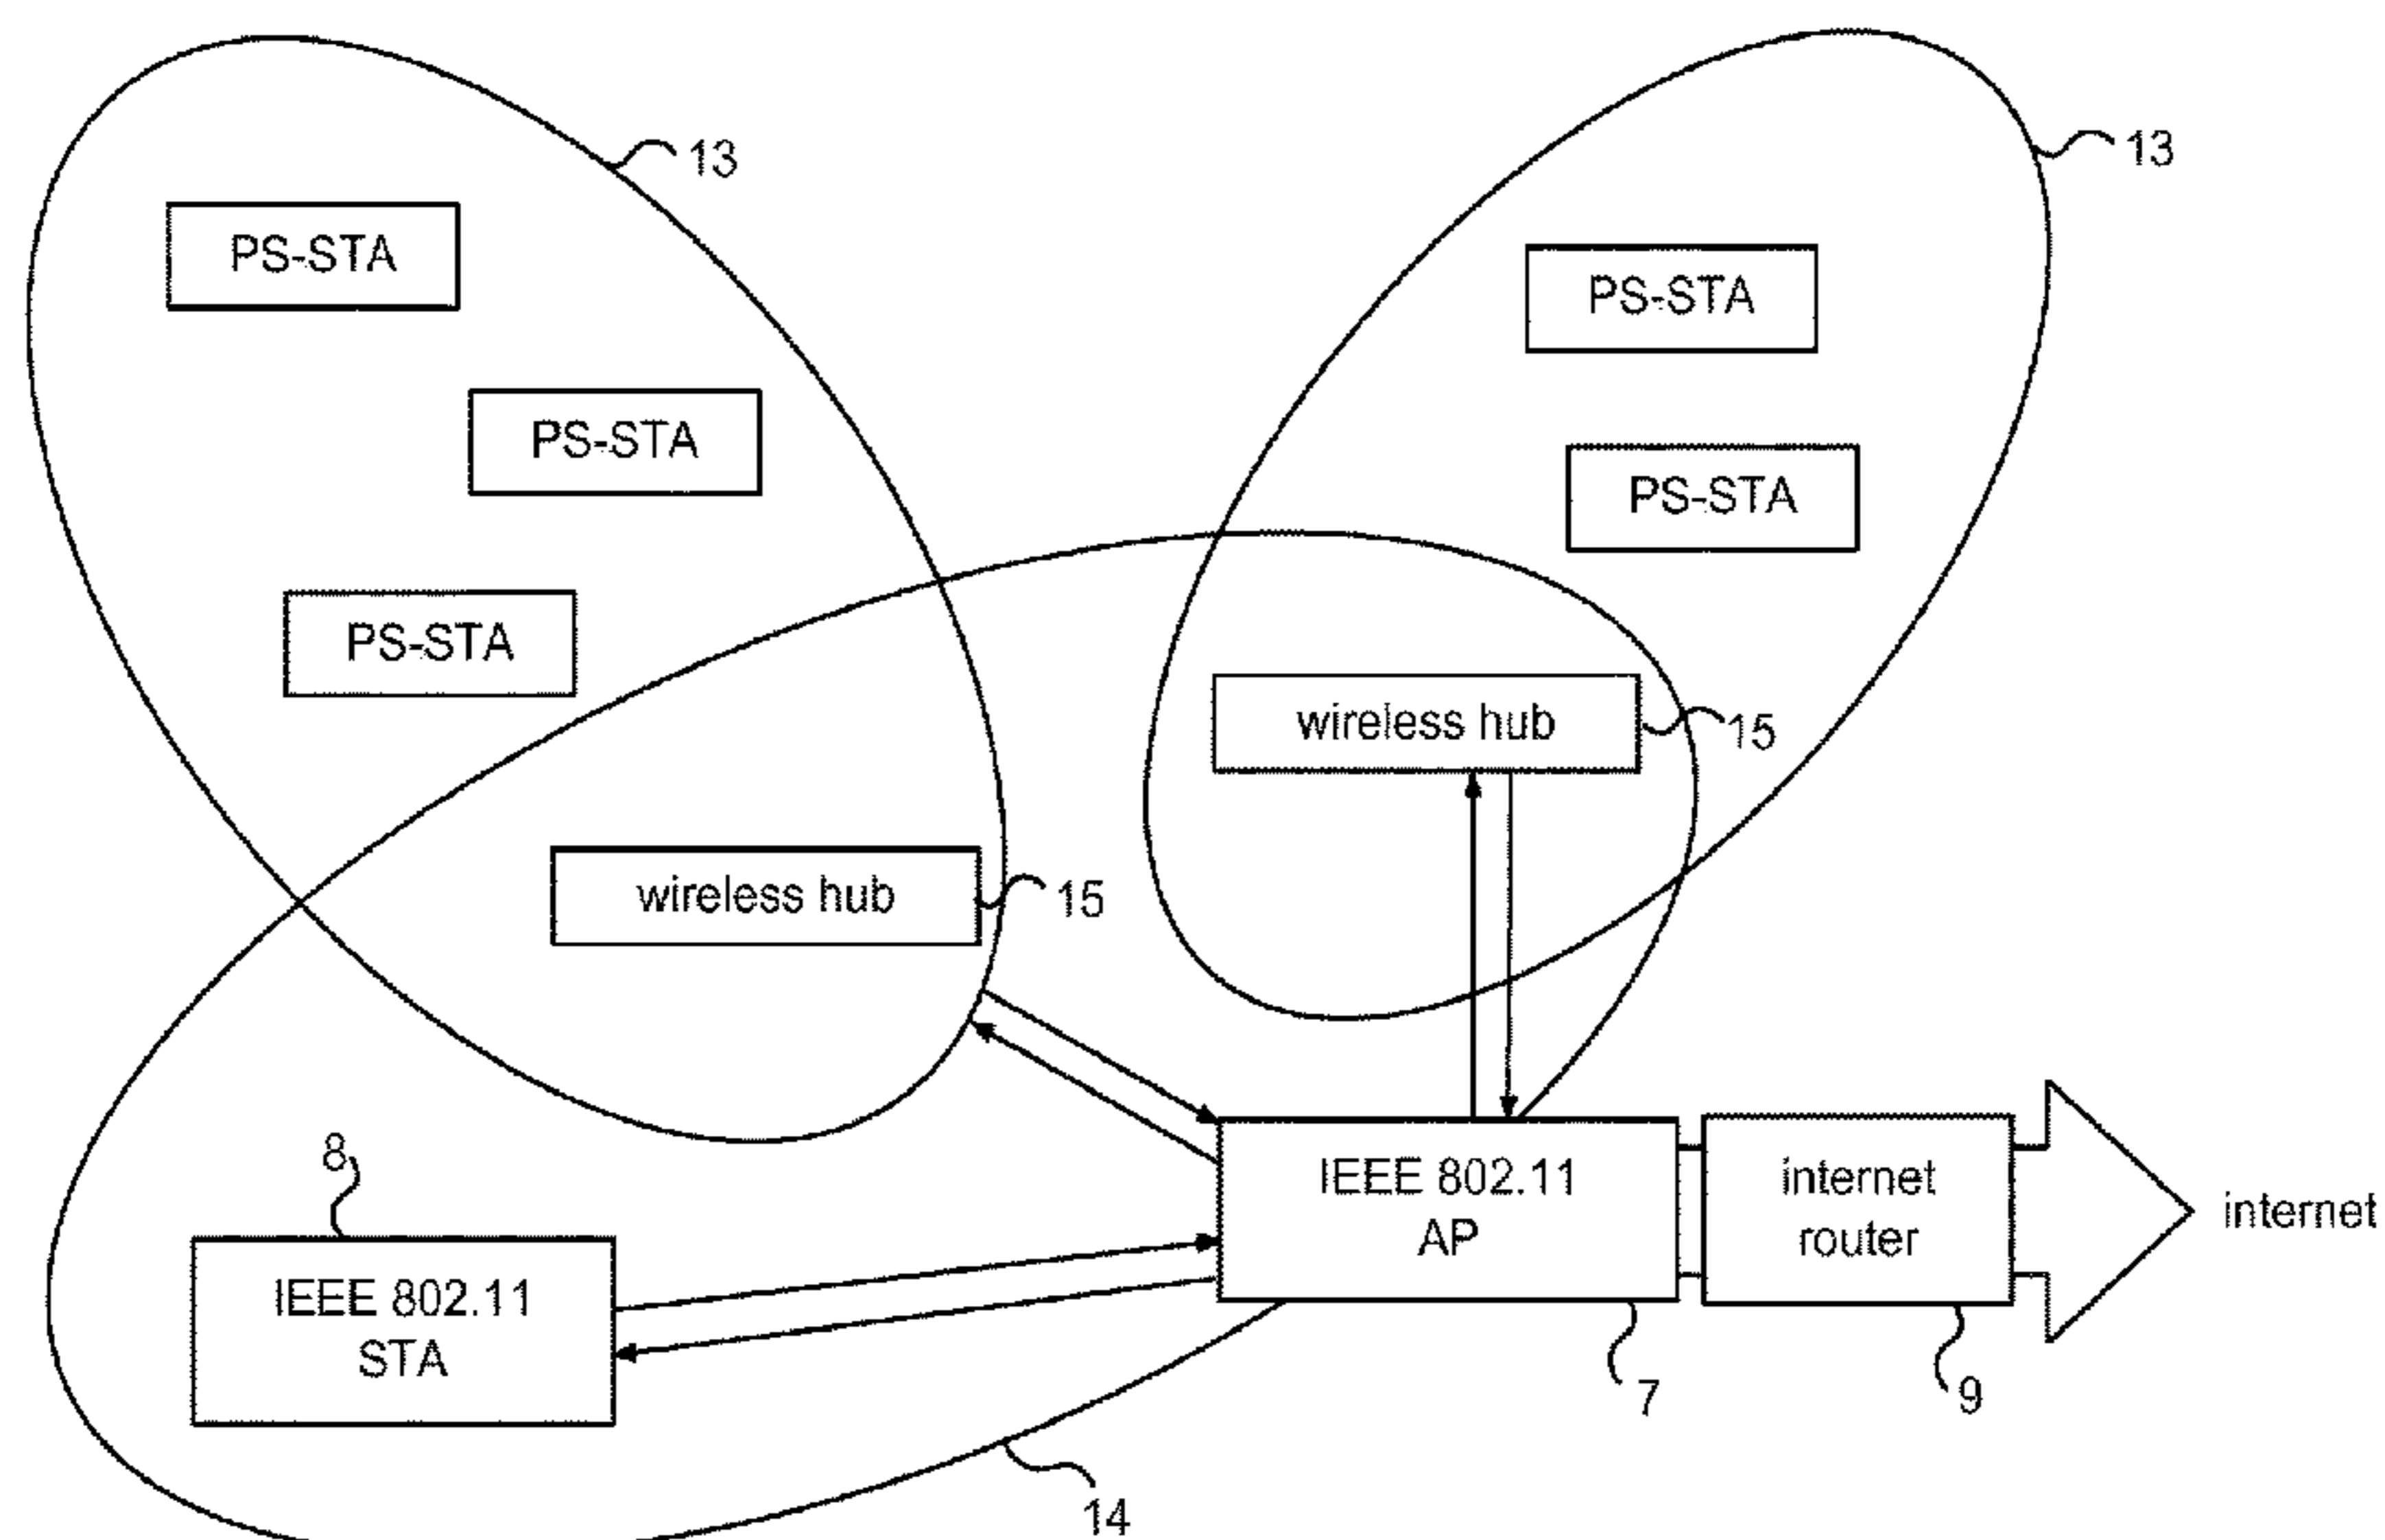 13
13
PS-STA
PS-STA
PS-STA
PS-STA
PS-STA
wireless hub
15
wireless hub
15
8
IEEE 802.11
STA
IEEE 802.11
AP
internet
router
internet
7
9
14